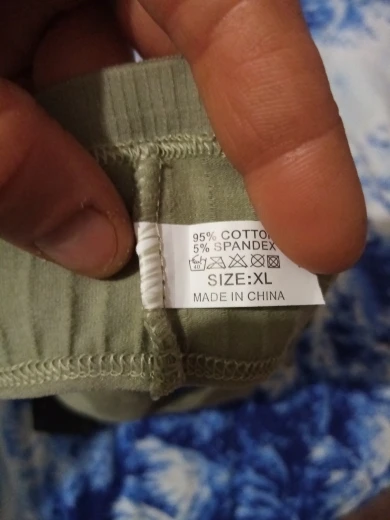 95% COTTO
5% SPANDEX
SIZE:XL
MADE IN CHINA